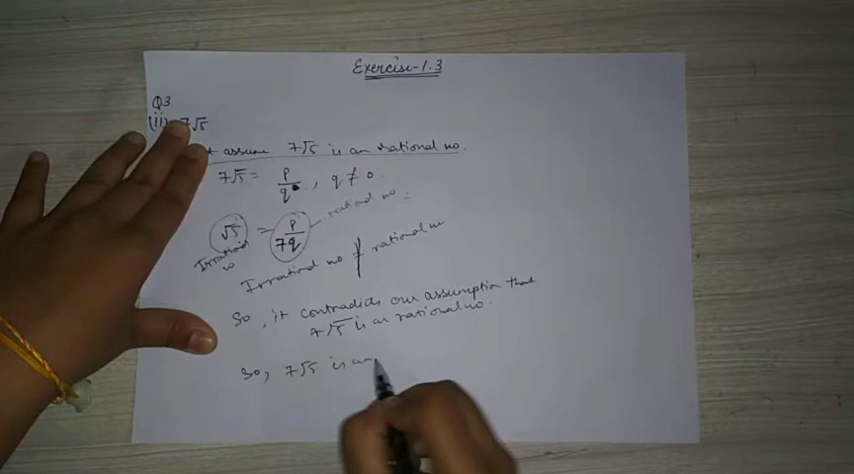 Exercise-1.3
Q3
(ii) 7√5
assume 7√5 is an rational no.
7√5 = p/q, q ≠ 0
√5 = p/7q rational no
Irrational no
Irrational no ≠ rational no
So, it contradicts our assumption that
7√5 is an rational no.
So, 7√5 is an